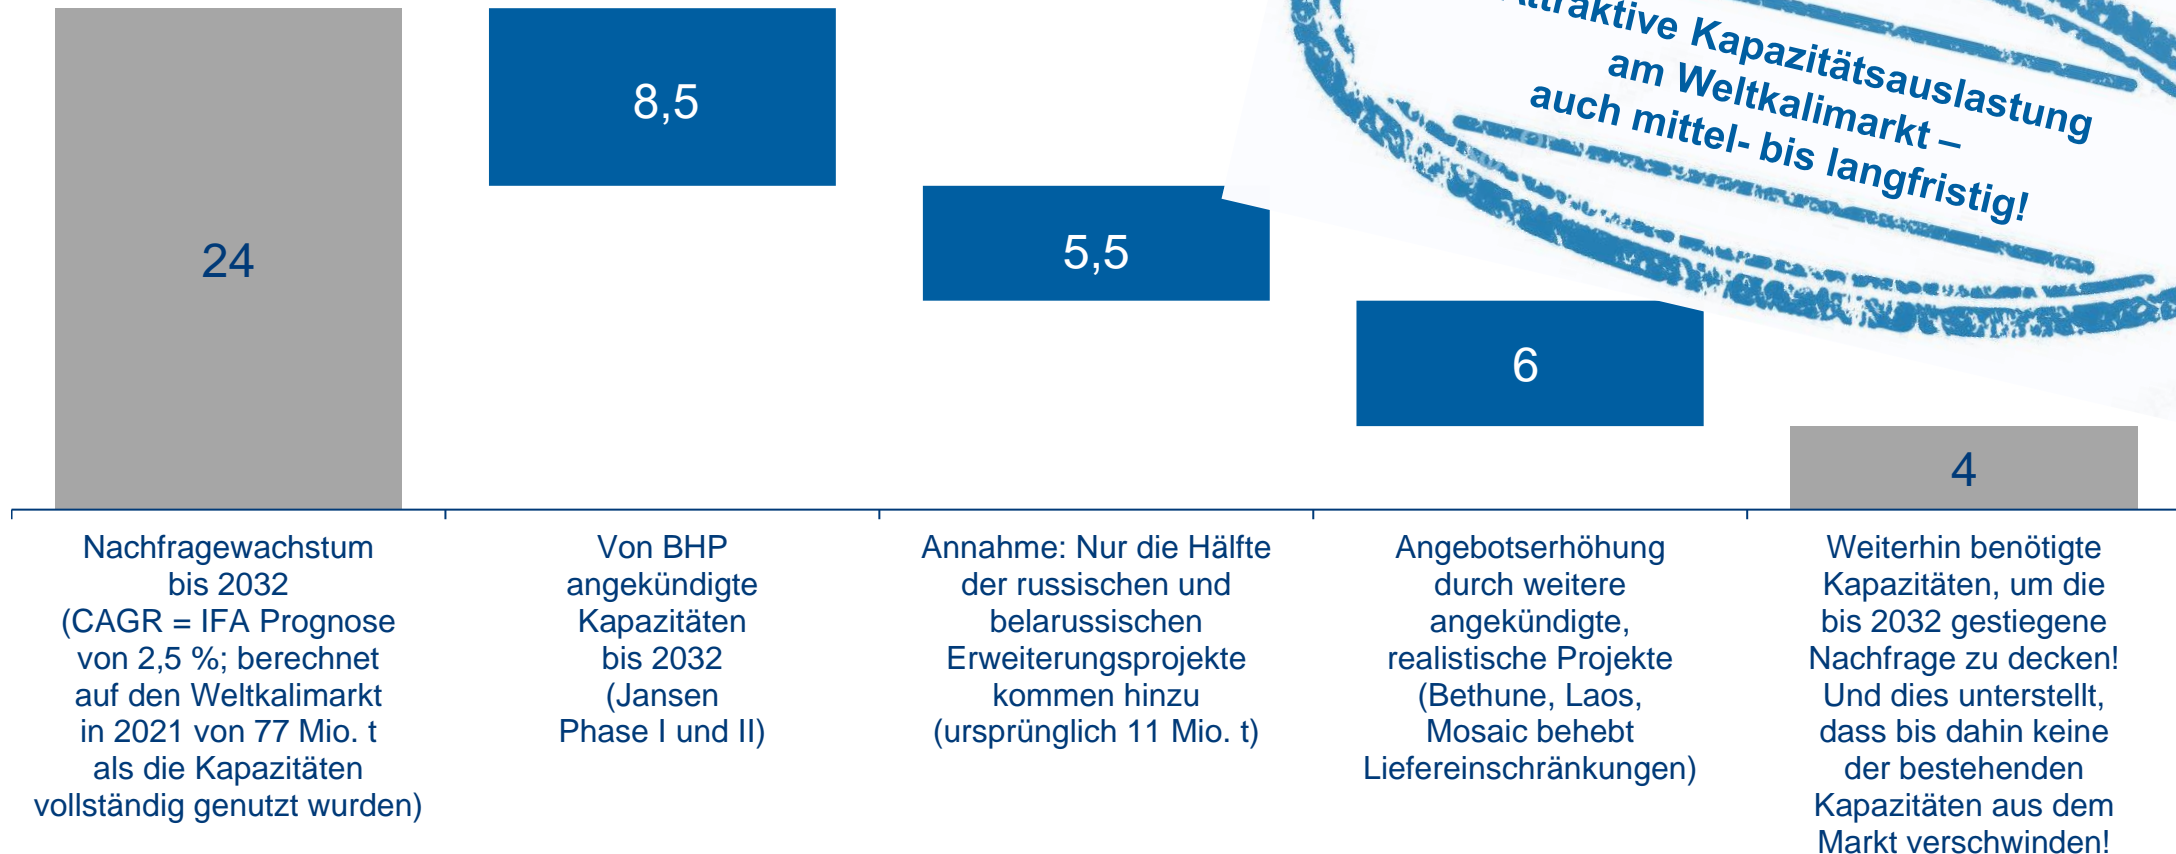 Attraktive Kapazitätsauslastung
am Weltkalimarkt –
auch mittel- bis langfristig!
24
8,5
5,5
6
4
Nachfragewachstum
bis 2032
(CAGR = IFA Prognose
von 2,5 %; berechnet
auf den Weltkalimarkt
in 2021 von 77 Mio. t
als die Kapazitäten
vollständig genutzt wurden)
Von BHP
angekündigte
Kapazitäten
bis 2032
(Jansen
Phase I und II)
Annahme: Nur die Hälfte
der russischen und
belarussischen
Erweiterungsprojekte
kommen hinzu
(ursprünglich 11 Mio. t)
Angebotserhöhung
durch weitere
angekündigte,
realistische Projekte
(Bethune, Laos,
Mosaic behebt
Liefereinschränkungen)
Weiterhin benötigte
Kapazitäten, um die
bis 2032 gestiegene
Nachfrage zu decken!
Und dies unterstellt,
dass bis dahin keine
der bestehenden
Kapazitäten aus dem
Markt verschwinden!